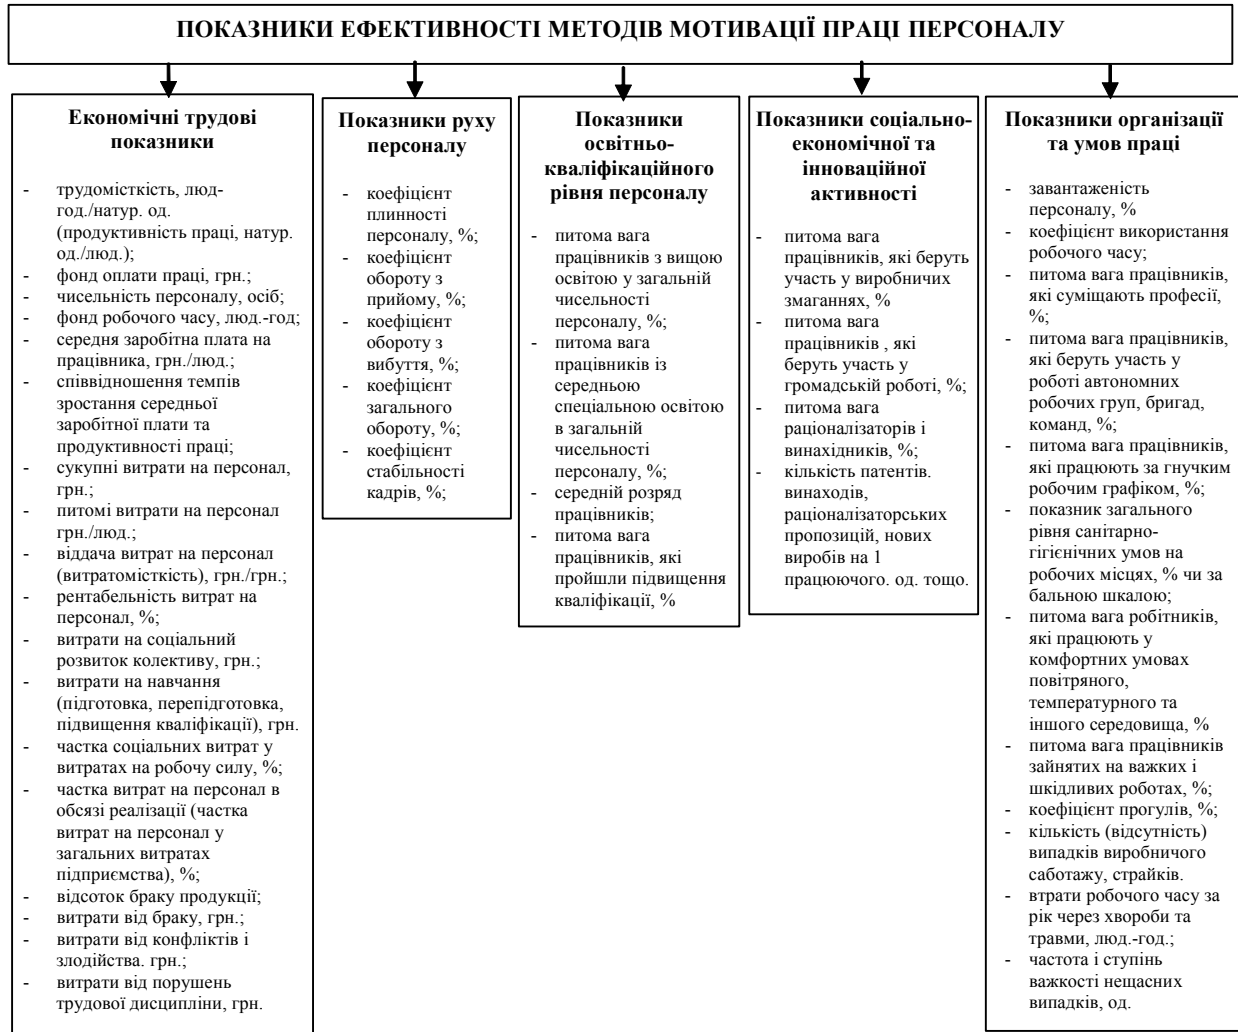 ПОКАЗНИКИ ЕФЕКТИВНОСТІ МЕТОДІВ МОТИВАЦІЇ ПРАЦІ ПЕРСОНАЛУ
Економічні трудові
показники
- трудомісткість, люд-
год./натур. од.
(продуктивність праці, натур.
од./люд.);
- фонд оплати праці, грн.;
- чисельність персоналу, осіб;
- фонд робочого часу, люд.-год;
- середня заробітна плата на
працівника, грн./люд.;
- співвідношення темпів
зростання середньої
заробітної плати та
продуктивності праці;
- сукупні витрати на персонал,
грн.;
- питомі витрати на персонал
грн./люд.;
- віддача витрат на персонал
(витратомісткість), грн./грн.;
- рентабельність витрат на
персонал, %;
- витрати на соціальний
розвиток колективу, грн.;
- витрати на навчання
(підготовка, перепідготовка,
підвищення кваліфікації), грн.
- частка соціальних витрат у
витратах на робочу силу, %;
- частка витрат на персонал в
обсязі реалізації (частка
витрат на персонал у
загальних витратах
підприємства), %;
- відсоток браку продукції;
- витрати від браку, грн.;
- витрати від конфліктів і
злодійства. грн.;
- витрати від порушень
трудової дисципліни, грн.
Показники руху
персоналу
- коефіцієнт
плинності
персоналу, %;
- коефіцієнт
обороту з
прийому, %;
- коефіцієнт
обороту з
вибуття, %;
- коефіцієнт
загального
обороту, %;
- коефіцієнт
стабільності
кадрів, %;
Показники
освітньо-
кваліфікаційного
рівня персоналу
- питома вага
працівників з вищою
освітою у загальній
чисельності
персоналу, %;
- питома вага
працівників із
середньою
спеціальною освітою
в загальній
чисельності
персоналу, %;
- середній розряд
працівників;
- питома вага
працівників, які
пройшли підвищення
кваліфікації, %
Показники соціально-
економічної та
інноваційної
активності
- питома вага
працівників, які беруть
участь у виробничих
змаганнях, %
- питома вага
працівників , які
беруть участь у
громадській роботі, %;
- питома вага
раціоналізаторів і
винахідників, %;
- кількість патентів.
винаходів,
раціоналізаторських
пропозицій, нових
виробів на 1
працюючого. од. тощо.
Показники організації
та умов праці
- завантаженість
персоналу, %
- коефіцієнт використання
робочого часу;
- питома вага працівників,
які суміщають професії,
%;
- питома вага працівників,
які беруть участь у
роботі автономних
робочих груп, бригад,
команд, %;
- питома вага працівників,
які працюють за гнучким
робочим графіком, %;
- показник загального
рівня санітарно-
гігієнічних умов на
робочих місцях, % чи за
бальною шкалою;
- питома вага робітників,
які працюють у
комфортних умовах
повітряного,
температурного та
іншого середовища, %
- питома вага працівників
зайнятих на важких і
шкідливих роботах, %;
- коефіцієнт прогулів, %;
- кількість (відсутність)
випадків виробничого
саботажу, страйків.
- втрати робочого часу за
рік через хвороби та
травми, люд.-год.;
- частота і ступінь
важкості нещасних
випадків, од.